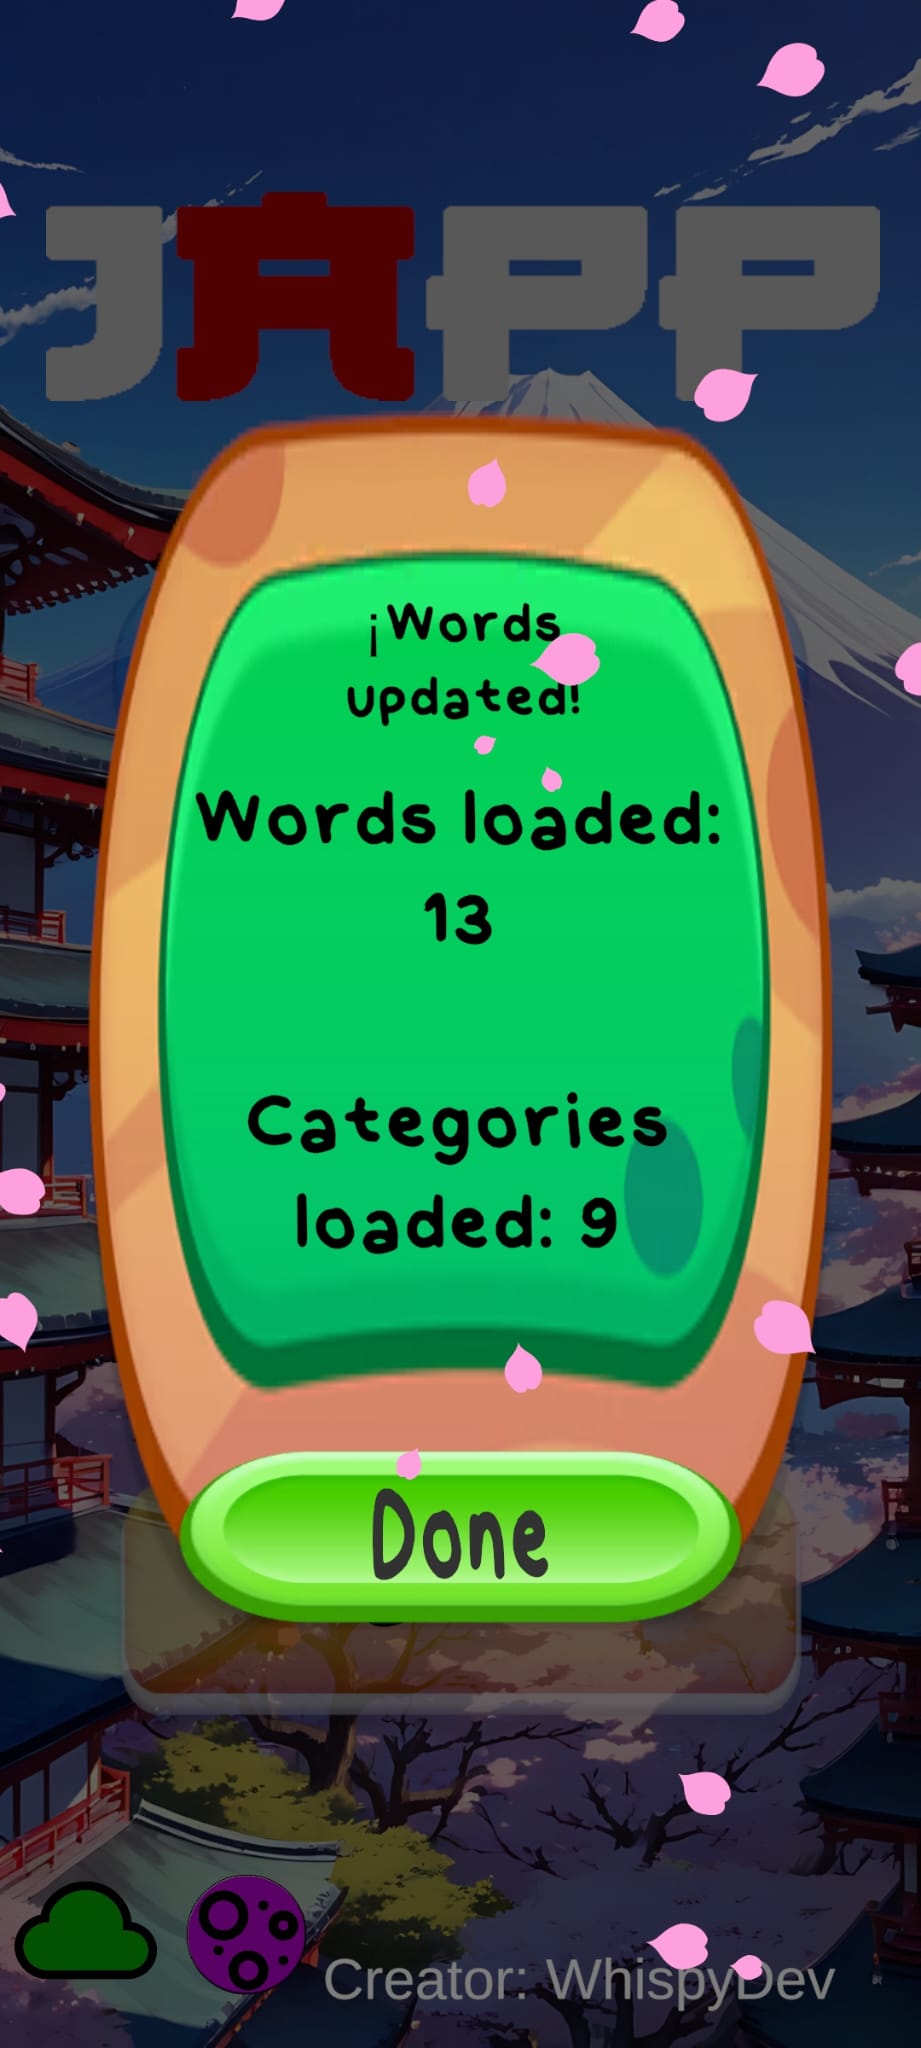 JAPP
¡Words
updated!
Words loaded:
13
Categories
loaded: 9
Done
Creator: WhispyDev